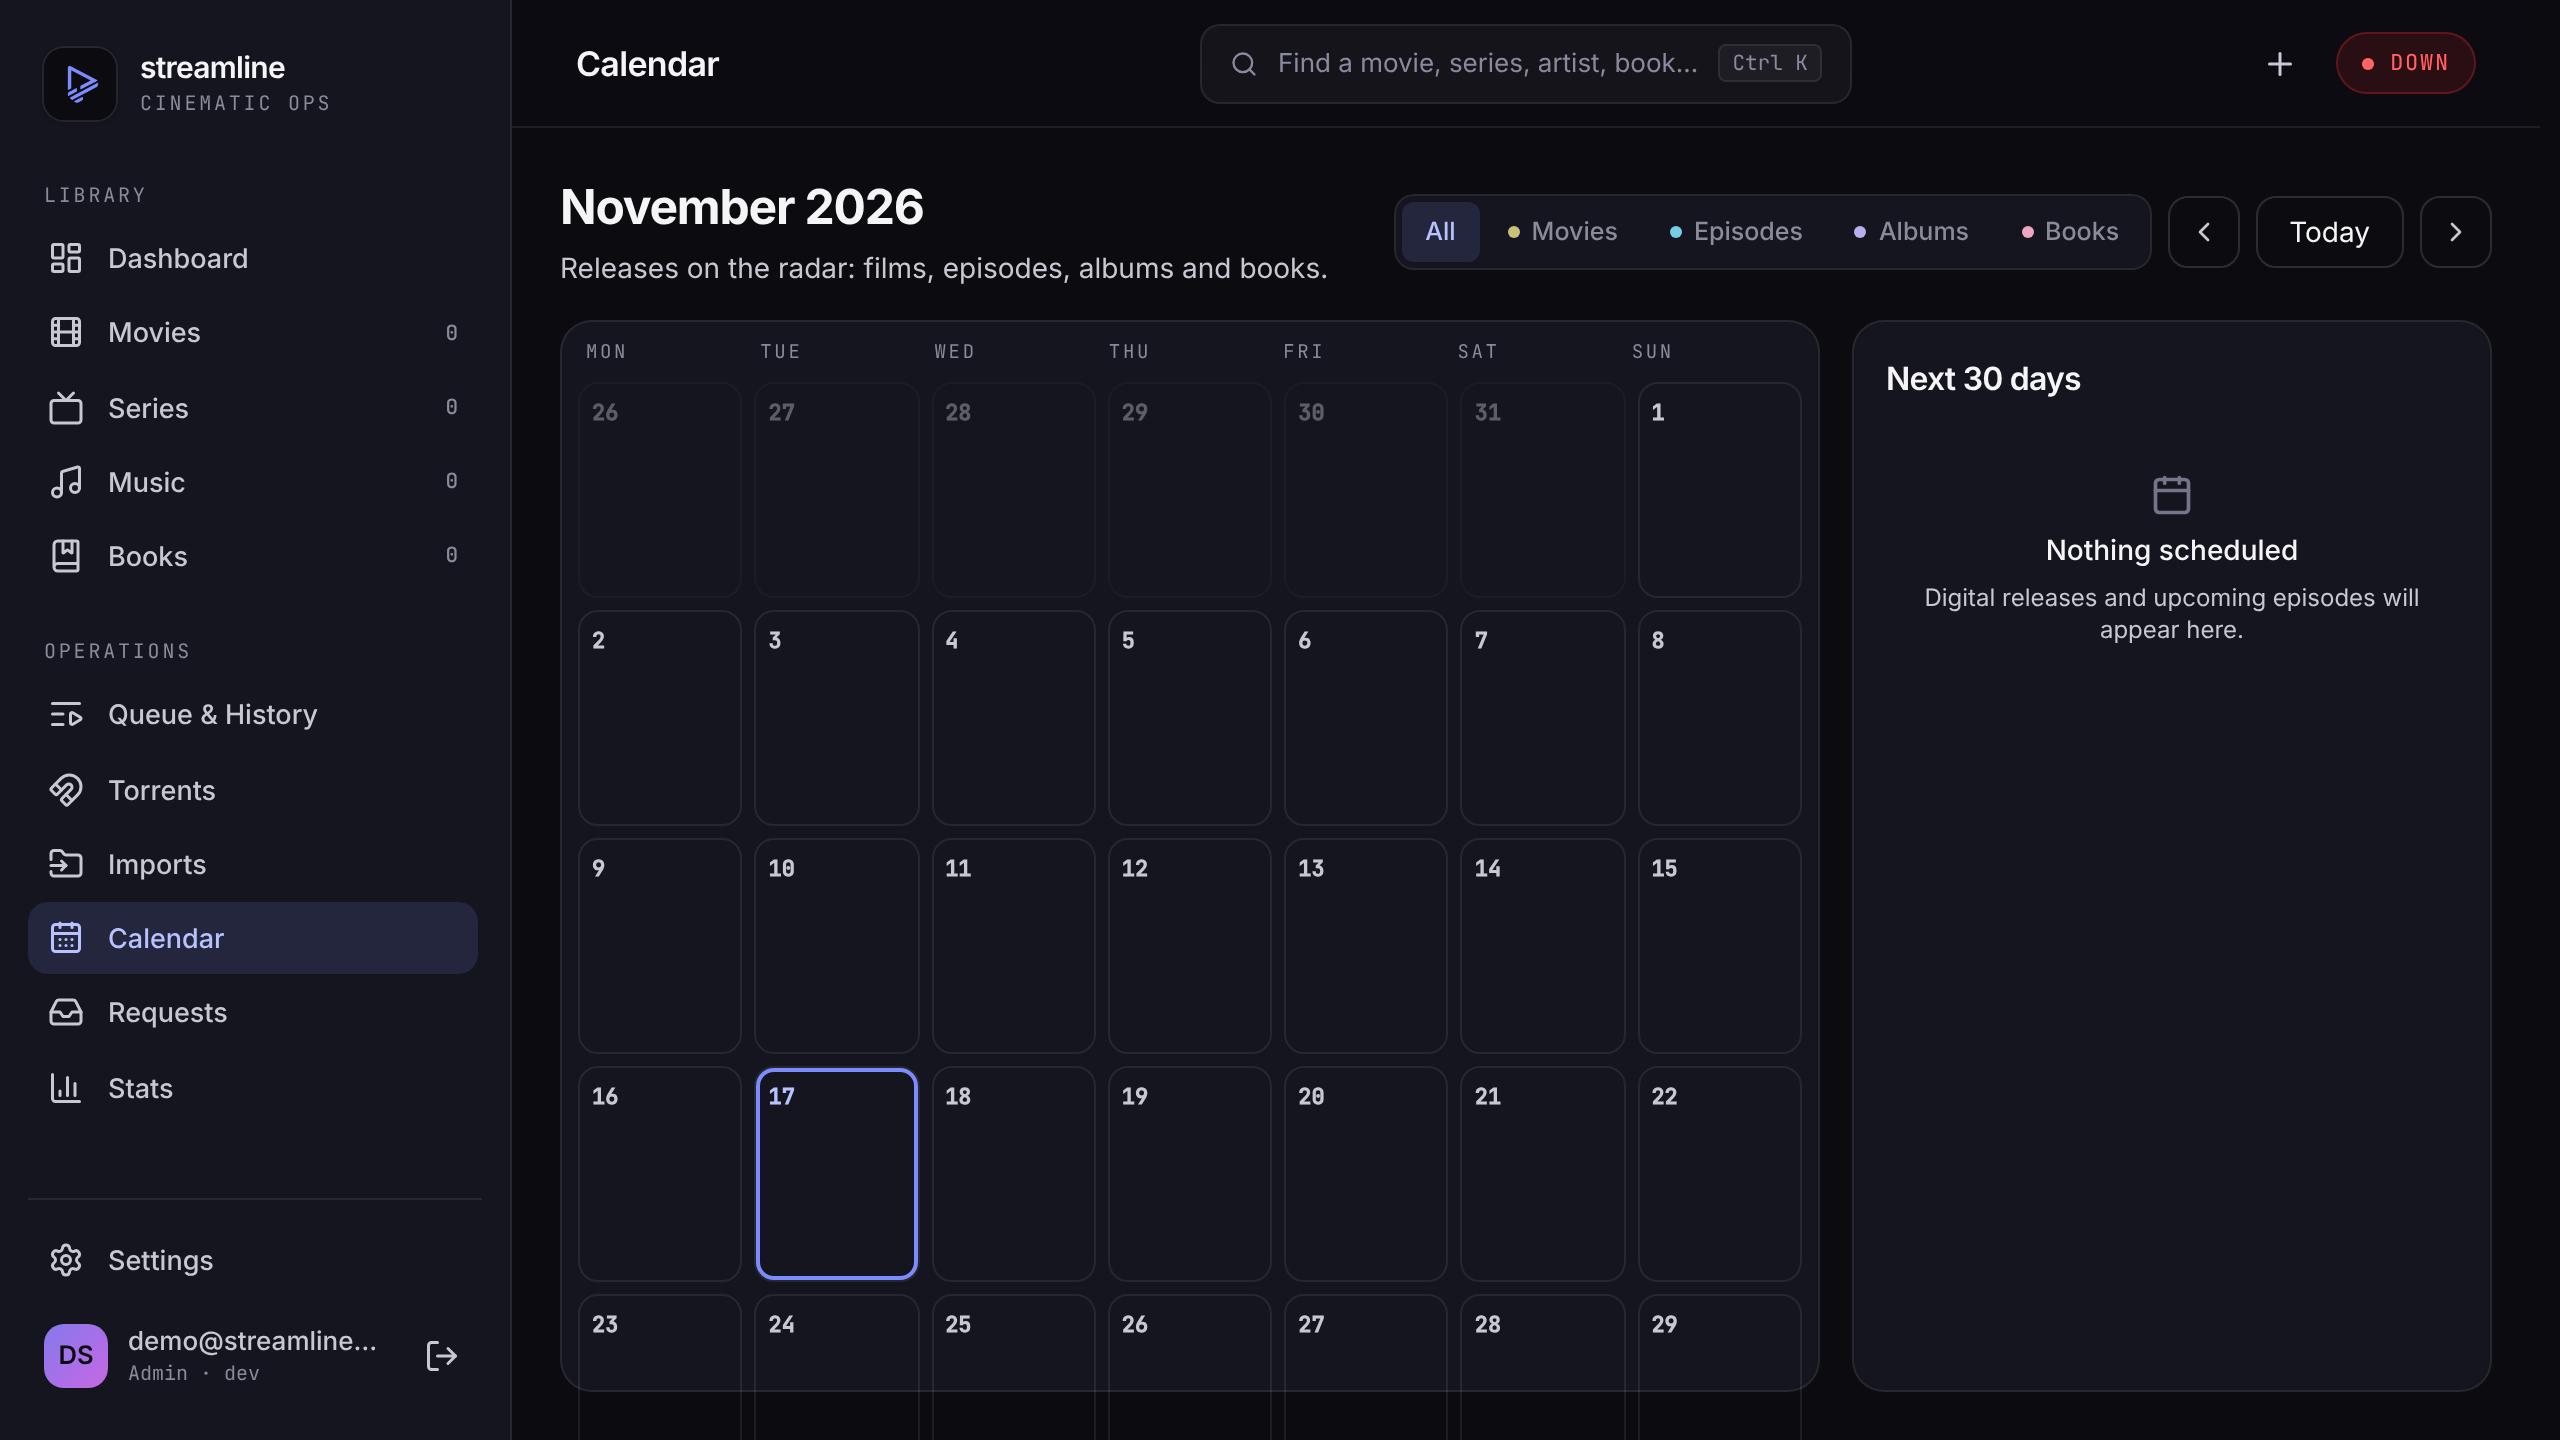 streamline
CINEMATIC OPS
LIBRARY
Dashboard
Movies 0
Series 0
Music 0
Books 0
OPERATIONS
Queue & History
Torrents
Imports
Calendar
Requests
Stats
Settings
DS
demo@streamline...
Admin · dev
Calendar
Find a movie, series, artist, book... Ctrl K
DOWN
November 2026
Releases on the radar: films, episodes, albums and books.
All Movies Episodes Albums Books
Today
MON TUE WED THU FRI SAT SUN
26 27 28 29 30 31 1
2 3 4 5 6 7 8
9 10 11 12 13 14 15
16 17 18 19 20 21 22
23 24 25 26 27 28 29
Next 30 days
Nothing scheduled
Digital releases and upcoming episodes will
appear here.